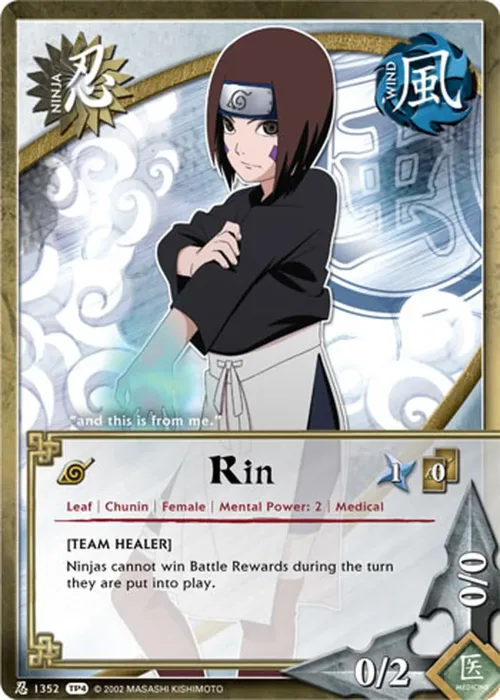 NINJA 忍
WIND 風
"and this is from me."
Rin
1 x0
Leaf | Chunin | Female | Mental Power: 2 | Medical
[TEAM HEALER]
Ninjas cannot win Battle Rewards during the turn
they are put into play.
0/0
0/2
医
MEDICINE
忍 1352 TP4 © 2002 MASASHI KISHIMOTO